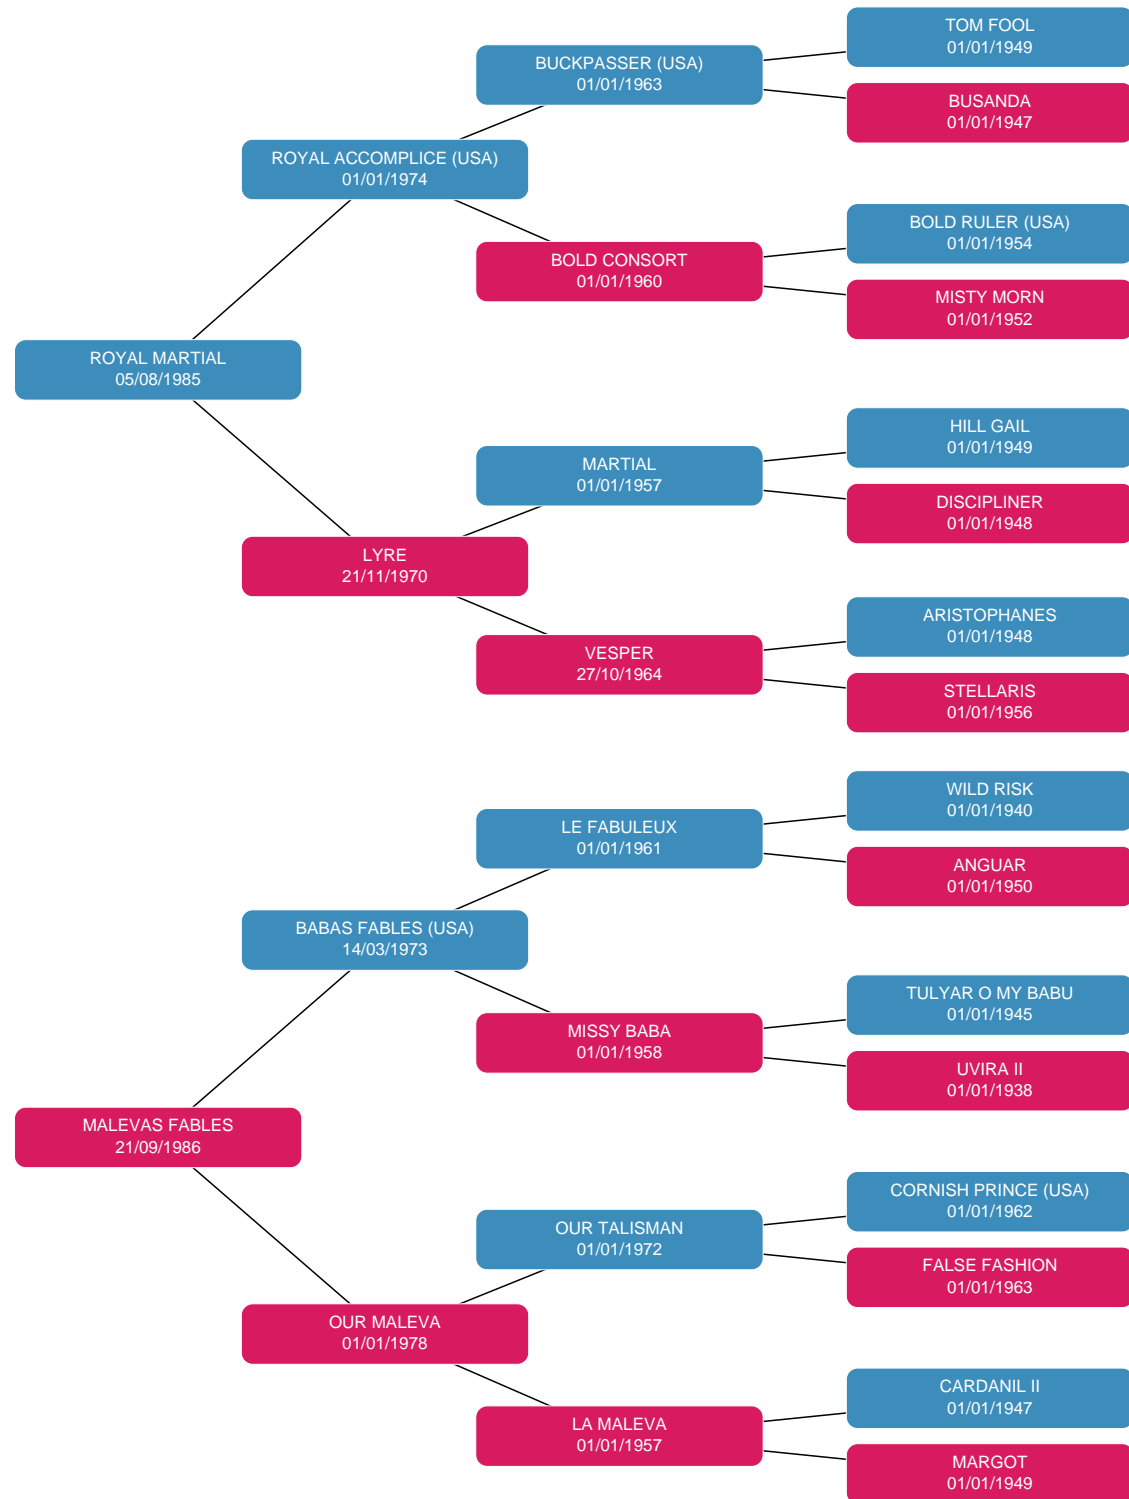 TOM FOOL
01/01/1949
BUCKPASSER (USA)
01/01/1963
BUSANDA
01/01/1947
ROYAL ACCOMPLICE (USA)
01/01/1974
BOLD RULER (USA)
01/01/1954
BOLD CONSORT
01/01/1960
MISTY MORN
01/01/1952
ROYAL MARTIAL
05/08/1985
HILL GAIL
01/01/1949
MARTIAL
01/01/1957
DISCIPLINER
01/01/1948
LYRE
21/11/1970
ARISTOPHANES
01/01/1948
VESPER
27/10/1964
STELLARIS
01/01/1956
WILD RISK
01/01/1940
LE FABULEUX
01/01/1961
ANGUAR
01/01/1950
BABAS FABLES (USA)
14/03/1973
TULYAR O MY BABU
01/01/1945
MISSY BABA
01/01/1958
UVIRA II
01/01/1938
MALEVAS FABLES
21/09/1986
CORNISH PRINCE (USA)
01/01/1962
OUR TALISMAN
01/01/1972
FALSE FASHION
01/01/1963
OUR MALEVA
01/01/1978
CARDANIL II
01/01/1947
LA MALEVA
01/01/1957
MARGOT
01/01/1949